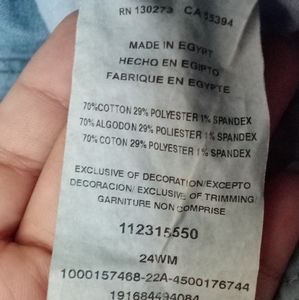 RN 130273 CA 55394
MADE IN EGYPT
HECHO EN EGIPTO
FABRIQUE EN EGYPTE
70%COTTON 29% POLYESTER 1% SPANDEX
70% ALGODON 29% POLIESTER 1% SPANDEX
70% COTON 29% POLYESTER 1% SPANDEX
EXCLUSIVE OF DECORATION/EXCEPTO
DECORACION/ EXCLUSIVE OF TRIMMING/
GARNITURE NON COMPRISE
112315550
24WM
1000157468-22A-4500176744
191684494084